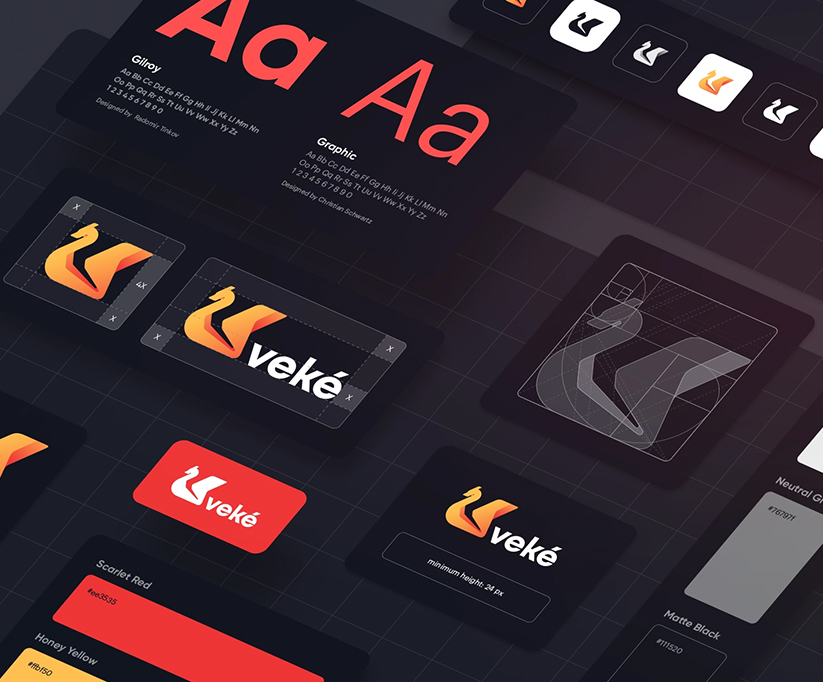 Aa
Gilroy
Aa Bb Cc Dd Ee Ff Gg Hh Ii Jj Kk Ll Mm Nn
Oo Pp Qq Rr Ss Tt Uu Vv Ww Xx Yy Zz
1 2 3 4 5 6 7 8 9 0
Designed by Radomir Tinkov
Aa
Graphic
Aa Bb Cc Dd Ee Ff Gg Hh Ii Jj Kk Ll Mm Nn
Oo Pp Qq Rr Ss Tt Uu Vv Ww Xx Yy Zz
1 2 3 4 5 6 7 8 9 0
Designed by Christian Schwartz
X
4X
X
X
X
X
veké
veké
veké
minimum height: 24 px
Scarlet Red
#ee3535
Honey Yellow
#ffbf50
Neutral Gr
#76797f
Matte Black
#111520